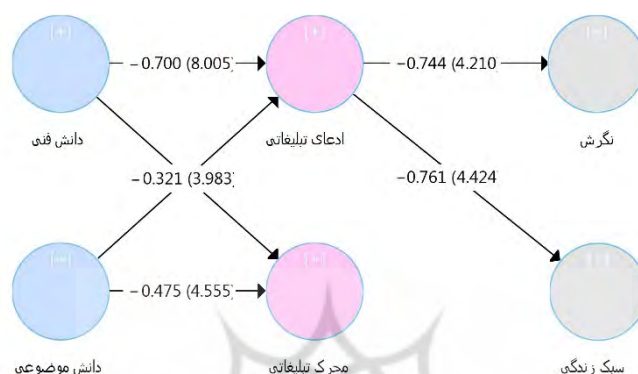 −0.700 (8.005)
−0.744 (4.210
دانش فنی
ادعای تبلیغاتی
نگرش
−0.321 (3.983)
−0.761 (4.424
−0.475 (4.555)
دانش موضوعی
محرک تبلیغاتی
سبک زندگی